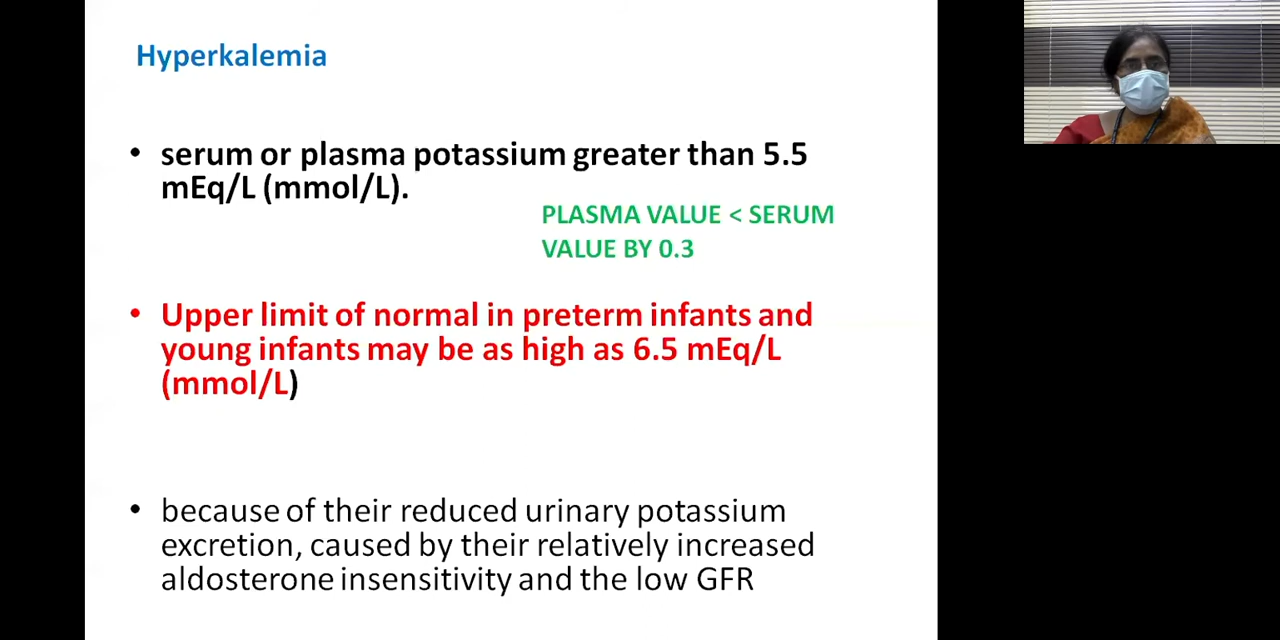 Hyperkalemia
• serum or plasma potassium greater than 5.5
mEq/L (mmol/L).
PLASMA VALUE < SERUM
VALUE BY 0.3
• Upper limit of normal in preterm infants and
young infants may be as high as 6.5 mEq/L
(mmol/L)
• because of their reduced urinary potassium
excretion, caused by their relatively increased
aldosterone insensitivity and the low GFR